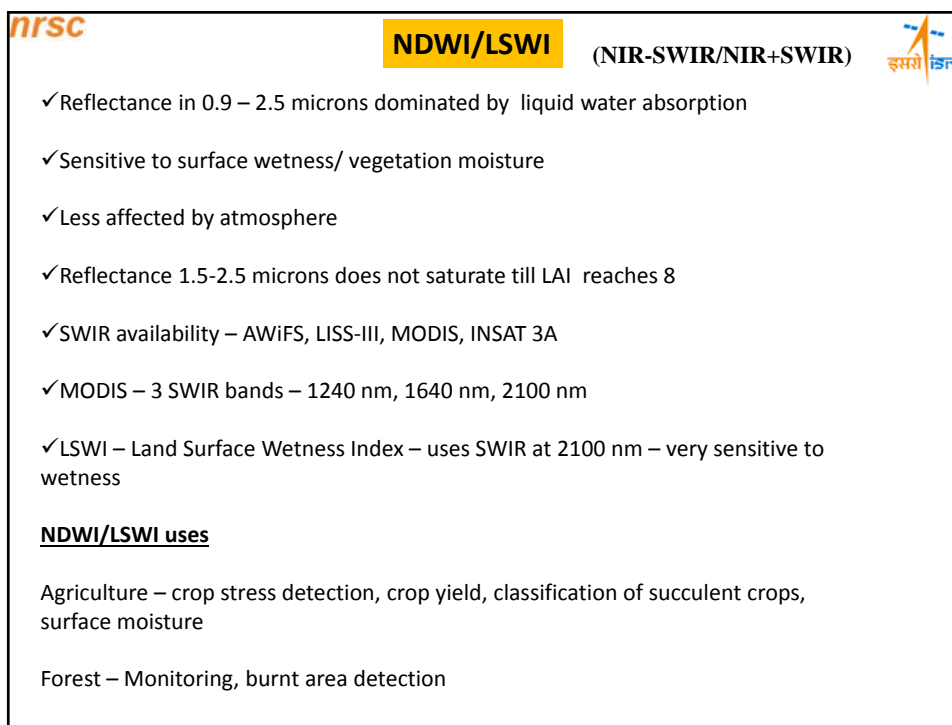 nrsc
NDWI/LSWI (NIR-SWIR/NIR+SWIR)
इसरो isro
✓Reflectance in 0.9 – 2.5 microns dominated by liquid water absorption
✓Sensitive to surface wetness/ vegetation moisture
✓Less affected by atmosphere
✓Reflectance 1.5-2.5 microns does not saturate till LAI reaches 8
✓SWIR availability – AWiFS, LISS-III, MODIS, INSAT 3A
✓MODIS – 3 SWIR bands – 1240 nm, 1640 nm, 2100 nm
✓LSWI – Land Surface Wetness Index – uses SWIR at 2100 nm – very sensitive to
wetness
NDWI/LSWI uses
Agriculture – crop stress detection, crop yield, classification of succulent crops,
surface moisture
Forest – Monitoring, burnt area detection